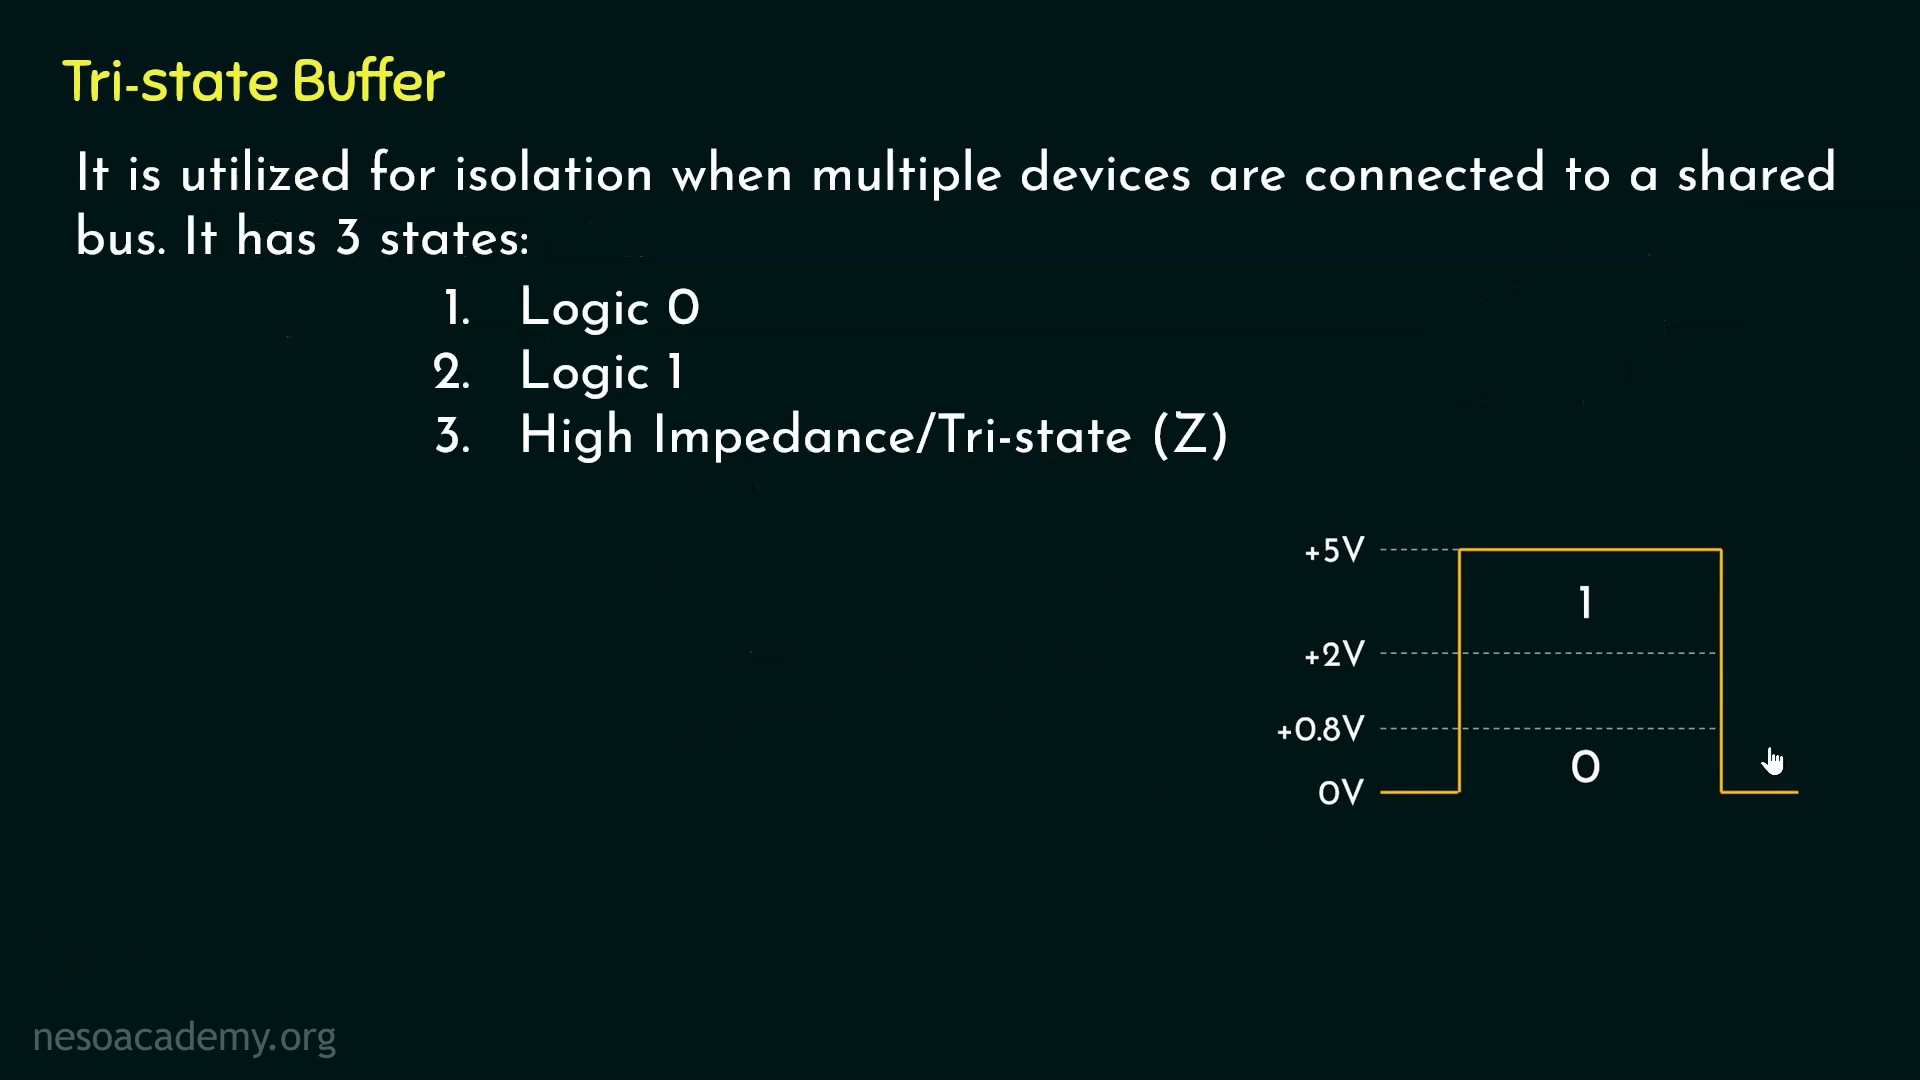 Tri-state Buffer
It is utilized for isolation when multiple devices are connected to a shared
bus. It has 3 states:
1. Logic 0
2. Logic 1
3. High Impedance/Tri-state (Z)
+5V
1
+2V
+0.8V
0
0V
nesoacademy.org